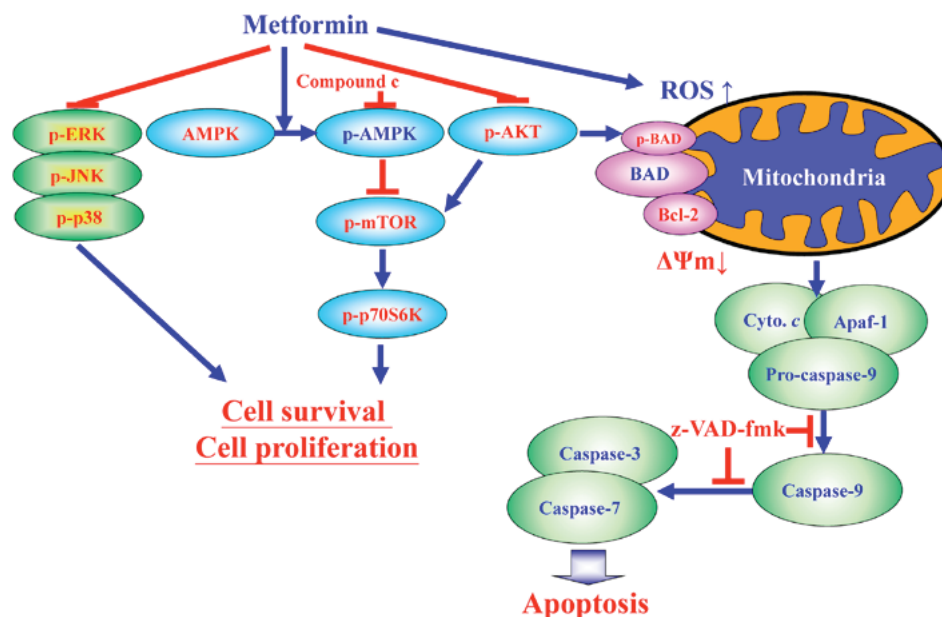 Metformin
Compound c
ROS ↑
p-ERK
AMPK
p-AMPK
p-AKT
p-BAD
p-JNK
BAD
Mitochondria
p-p38
p-mTOR
Bcl-2
ΔΨm↓
p-p70S6K
Cyto. c
Apaf-1
Pro-caspase-9
Cell survival
Cell proliferation
z-VAD-fmk
Caspase-3
Caspase-9
Caspase-7
Apoptosis